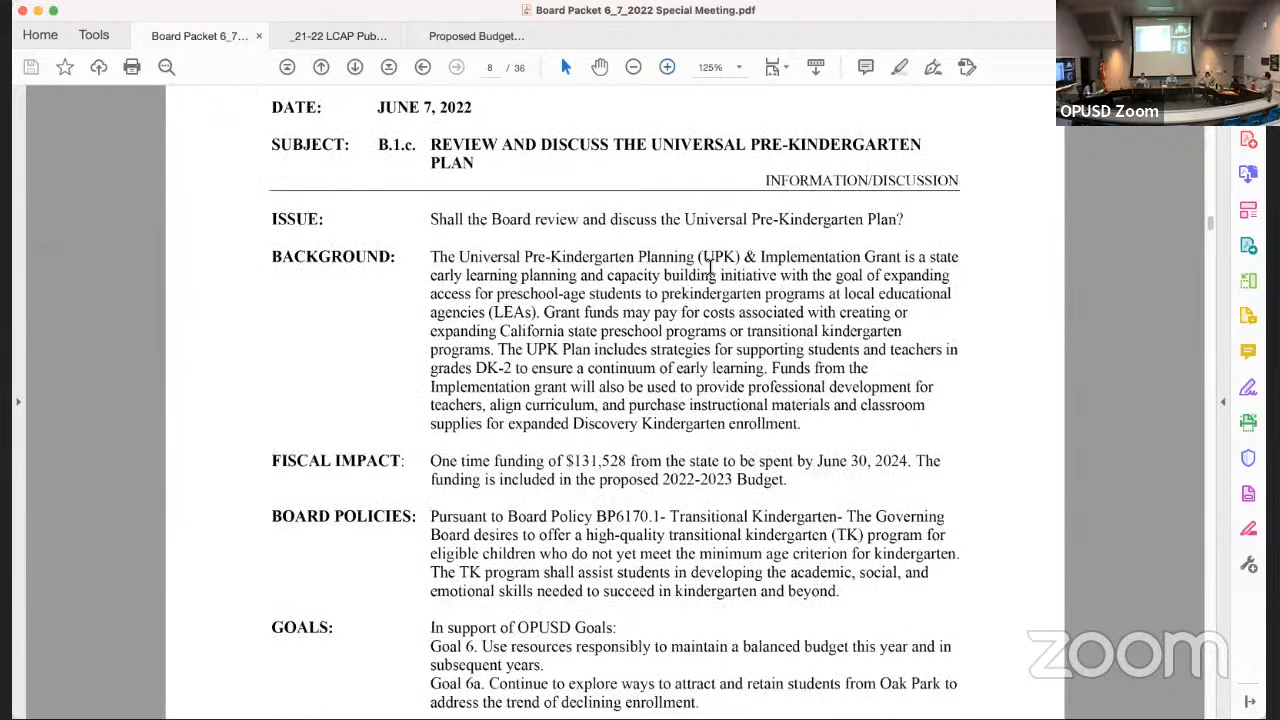 Board Packet 6_7_2022 Special Meeting.pdf
Home Tools Board Packet 6_7... × _21-22 LCAP Pub... Proposed Budget...
8 / 36 125%
OPUSD Zoom
DATE: JUNE 7, 2022
SUBJECT: B.1.c. REVIEW AND DISCUSS THE UNIVERSAL PRE-KINDERGARTEN
PLAN
INFORMATION/DISCUSSION
ISSUE: Shall the Board review and discuss the Universal Pre-Kindergarten Plan?
BACKGROUND: The Universal Pre-Kindergarten Planning (UPK) & Implementation Grant is a state
early learning planning and capacity building initiative with the goal of expanding
access for preschool-age students to prekindergarten programs at local educational
agencies (LEAs). Grant funds may pay for costs associated with creating or
expanding California state preschool programs or transitional kindergarten
programs. The UPK Plan includes strategies for supporting students and teachers in
grades DK-2 to ensure a continuum of early learning. Funds from the
Implementation grant will also be used to provide professional development for
teachers, align curriculum, and purchase instructional materials and classroom
supplies for expanded Discovery Kindergarten enrollment.
FISCAL IMPACT: One time funding of $131,528 from the state to be spent by June 30, 2024. The
funding is included in the proposed 2022-2023 Budget.
BOARD POLICIES: Pursuant to Board Policy BP6170.1- Transitional Kindergarten- The Governing
Board desires to offer a high-quality transitional kindergarten (TK) program for
eligible children who do not yet meet the minimum age criterion for kindergarten.
The TK program shall assist students in developing the academic, social, and
emotional skills needed to succeed in kindergarten and beyond.
GOALS: In support of OPUSD Goals:
Goal 6. Use resources responsibly to maintain a balanced budget this year and in
subsequent years.
Goal 6a. Continue to explore ways to attract and retain students from Oak Park to
address the trend of declining enrollment.
zoom